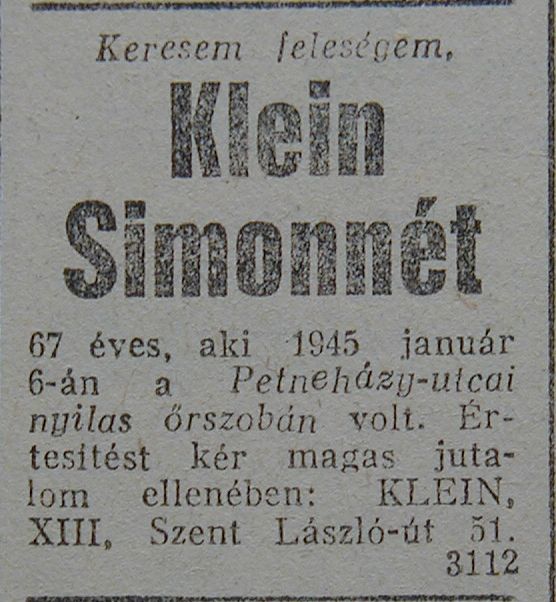 Keresem feleségem,
Klein
Simonnét
67 éves, aki 1945 január
6-án a Petneházy-utcai
nyilas őrszobán volt. Ér-
tesitést kér magas juta-
lom ellenében: KLEIN,
XIII, Szent László-út 51.
3112